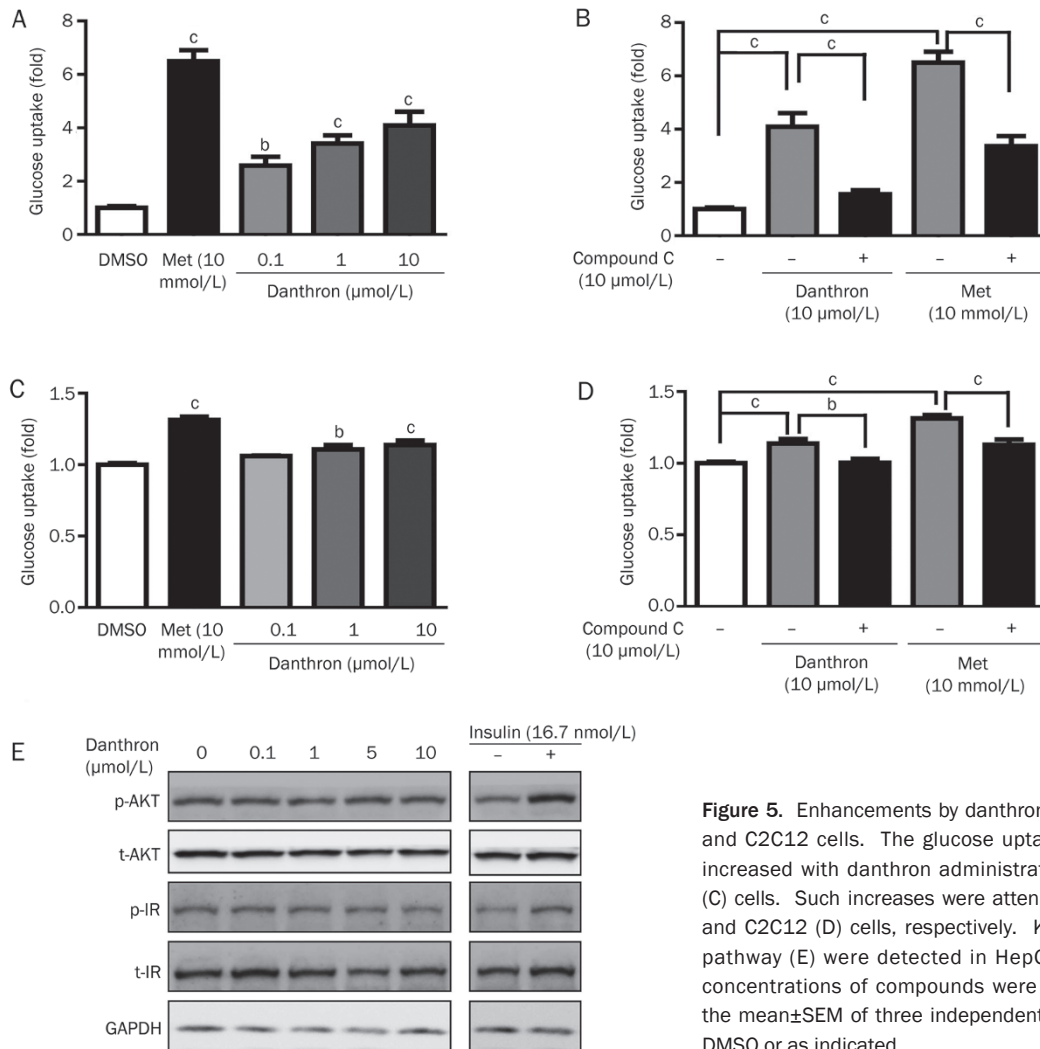 A
8
6
4
2
0
Glucose uptake (fold)
c
b
c
c
DMSO
Met (10 mmol/L)
0.1
1
10
Danthron (μmol/L)
B
8
6
4
2
0
Glucose uptake (fold)
c
c
c
c
Compound C
– – + – +
(10 μmol/L)
Danthron
(10 μmol/L)
Met
(10 mmol/L)
C
1.5
1.0
0.5
0.0
Glucose uptake (fold)
c
b
c
DMSO
Met (10 mmol/L)
0.1
1
10
Danthron (μmol/L)
D
1.5
1.0
0.5
0.0
Glucose uptake (fold)
c
c
b
c
Compound C
– – + – +
(10 μmol/L)
Danthron
(10 μmol/L)
Met
(10 mmol/L)
E
Danthron
(μmol/L)
0 0.1 1 5 10
Insulin (16.7 nmol/L)
– +
p-AKT
t-AKT
p-IR
t-IR
GAPDH
Figure 5. Enhancements by danthron
and C2C12 cells. The glucose upta
increased with danthron administrat
(C) cells. Such increases were atten
and C2C12 (D) cells, respectively. K
pathway (E) were detected in HepG
concentrations of compounds were
the mean±SEM of three independent
DMSO or as indicated